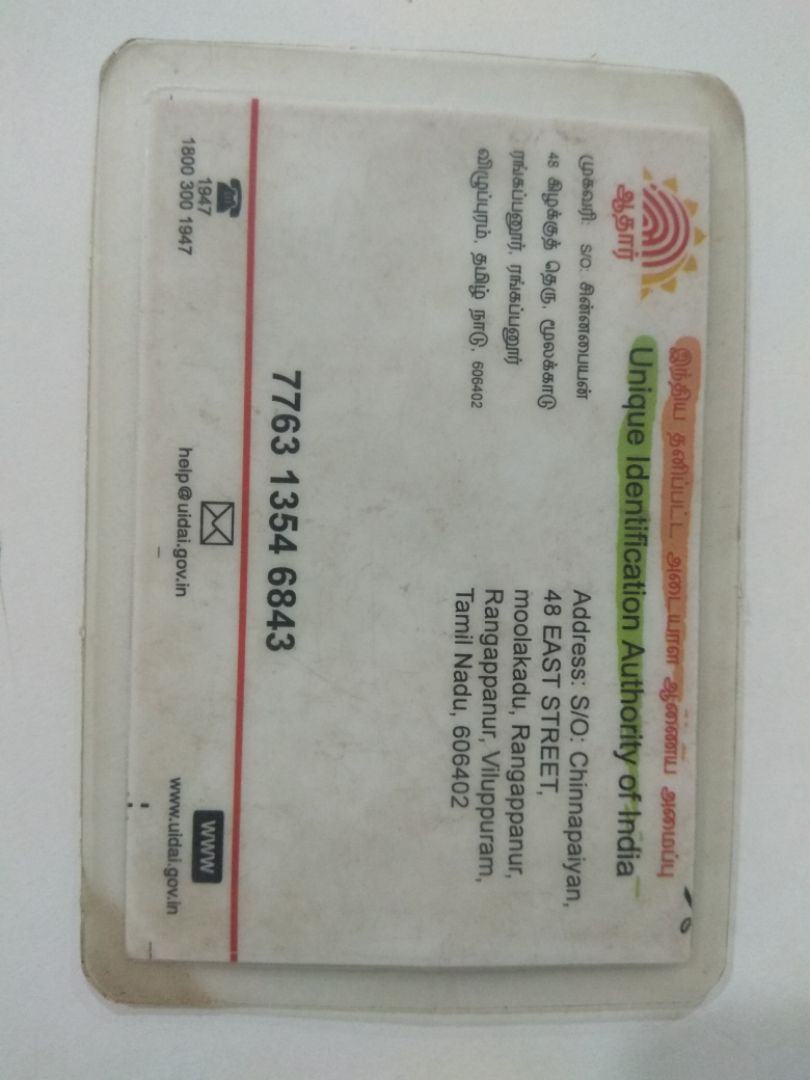 இந்திய தனிப்பட்ட அடையாள ஆணைய அமைப்பு
Unique Identification Authority of India
ஆதார்
முகவரி: S/O: சின்னபையன்
48 கிழக்குத் தெரு, மூலக்காடு
ரங்கப்பனூர், ரங்கப்பனூர்
விழுப்புரம், தமிழ் நாடு, 606402
Address: S/O: Chinnapaiyan,
48 EAST STREET,
moolakadu, Rangappanur,
Rangappanur, Viluppuram,
Tamil Nadu, 606402
7763 1354 6843
1947
1800 300 1947
help@uidai.gov.in
www
www.uidai.gov.in